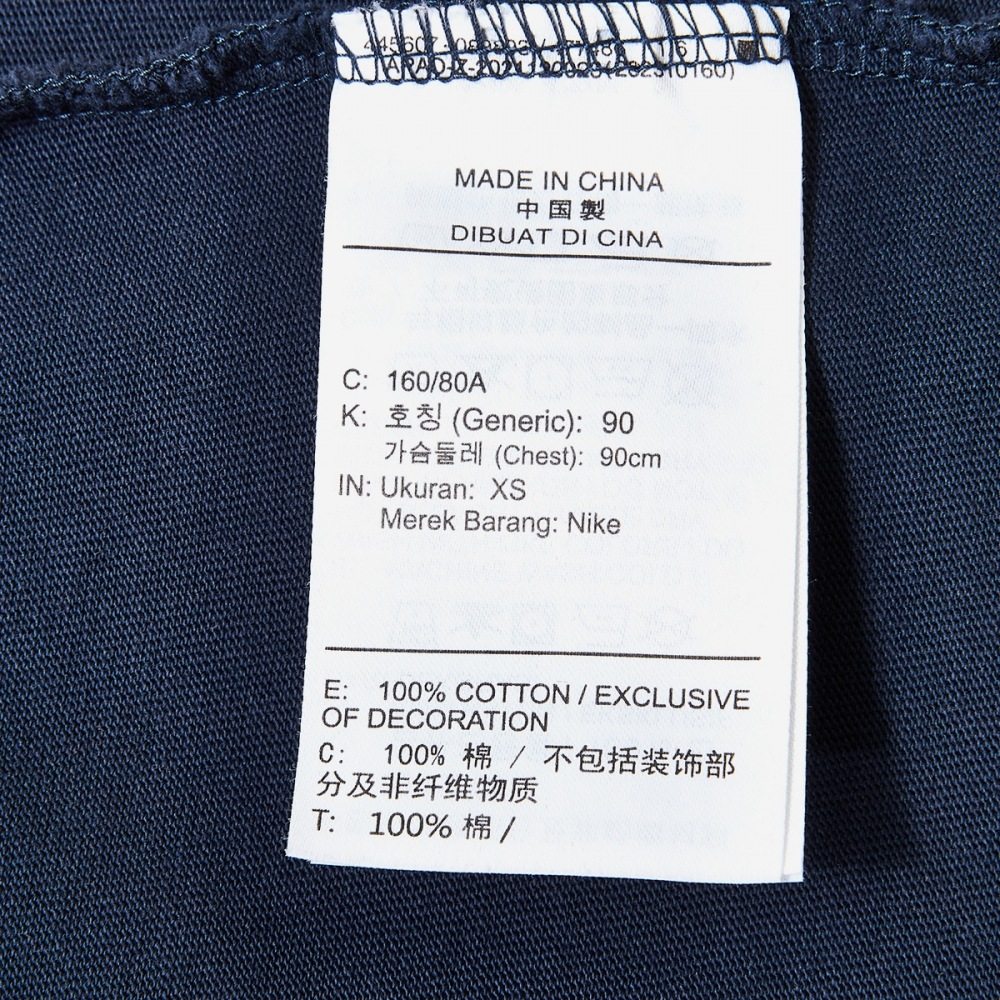 MADE IN CHINA
中国製
DIBUAT DI CINA
C: 160/80A
K: 호칭 (Generic): 90
가슴둘레 (Chest): 90cm
IN: Ukuran: XS
Merek Barang: Nike
E: 100% COTTON / EXCLUSIVE
OF DECORATION
C: 100% 棉 / 不包括装饰部
分及非纤维物质
T: 100% 棉 /